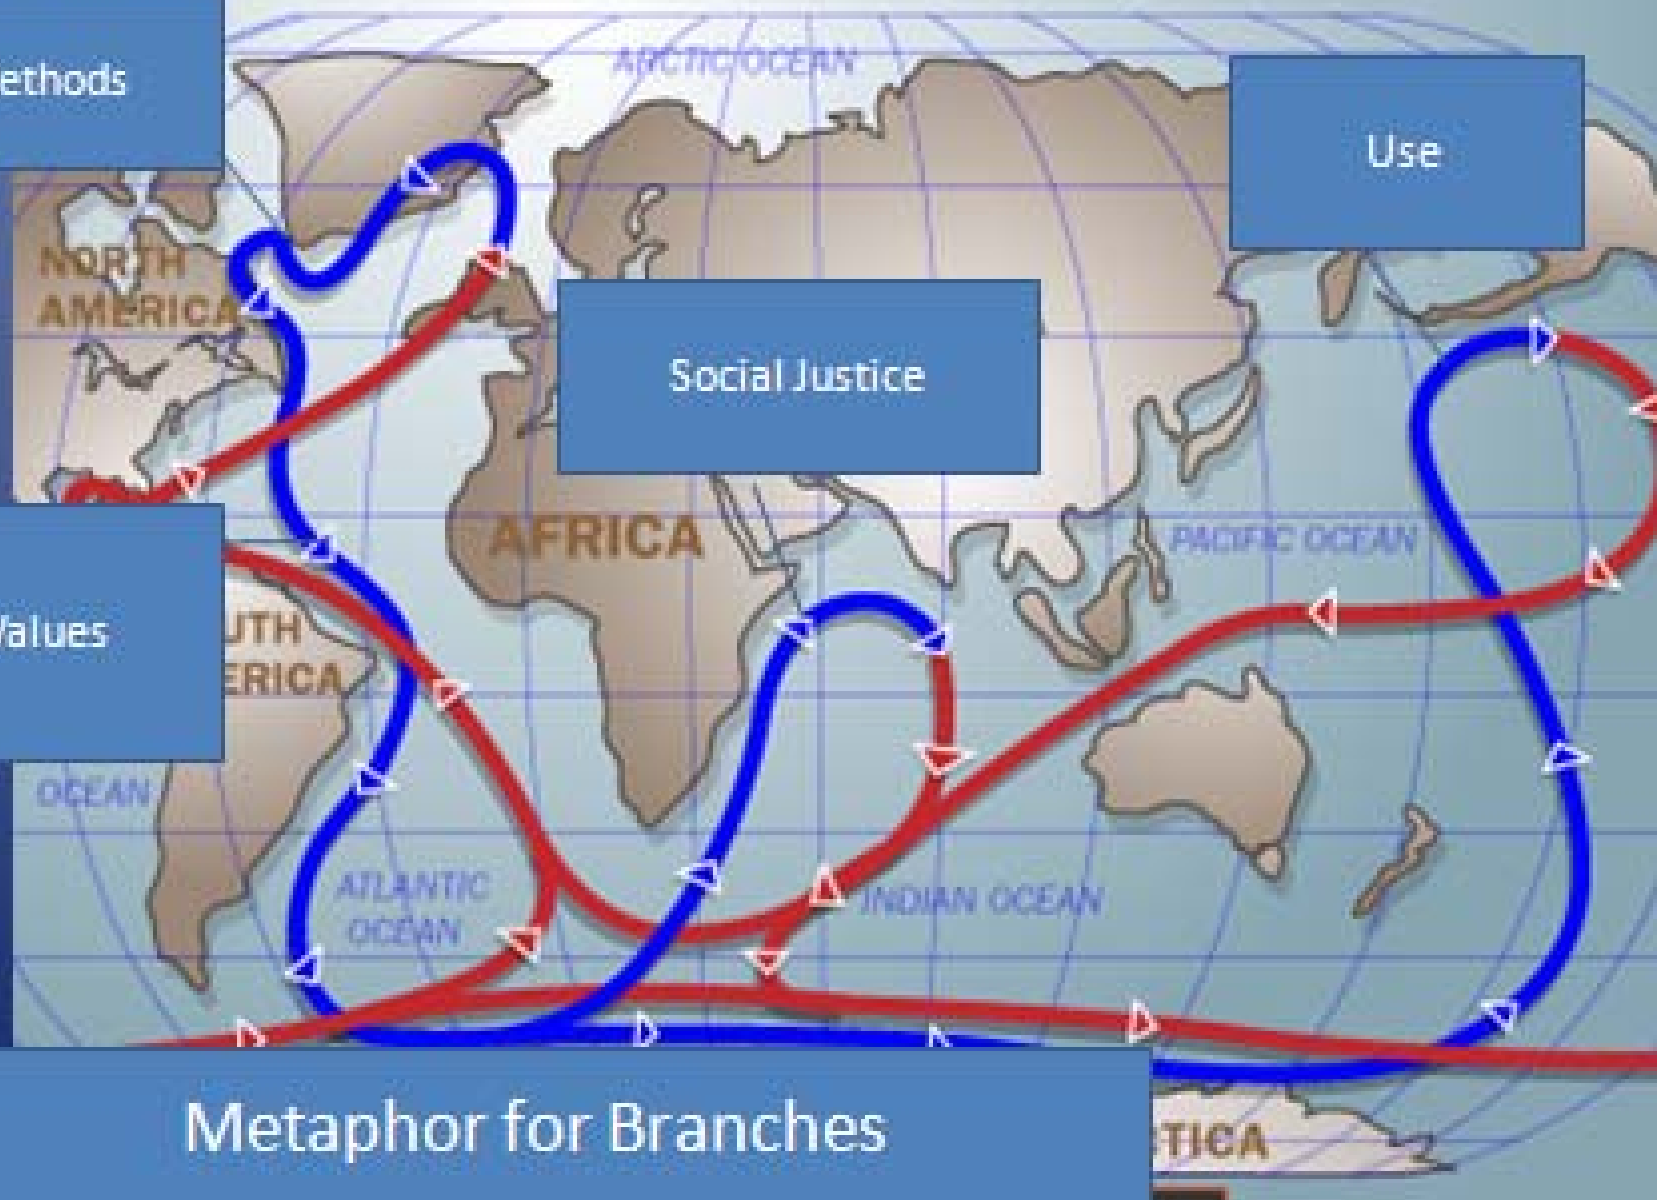 ethods
ARCTIC OCEAN
Use
NORTH
AMERICA
Social Justice
AFRICA
PACIFIC OCEAN
Values
UTH
ERICA
OCEAN
ATLANTIC
OCEAN
INDIAN OCEAN
Metaphor for Branches
TICA